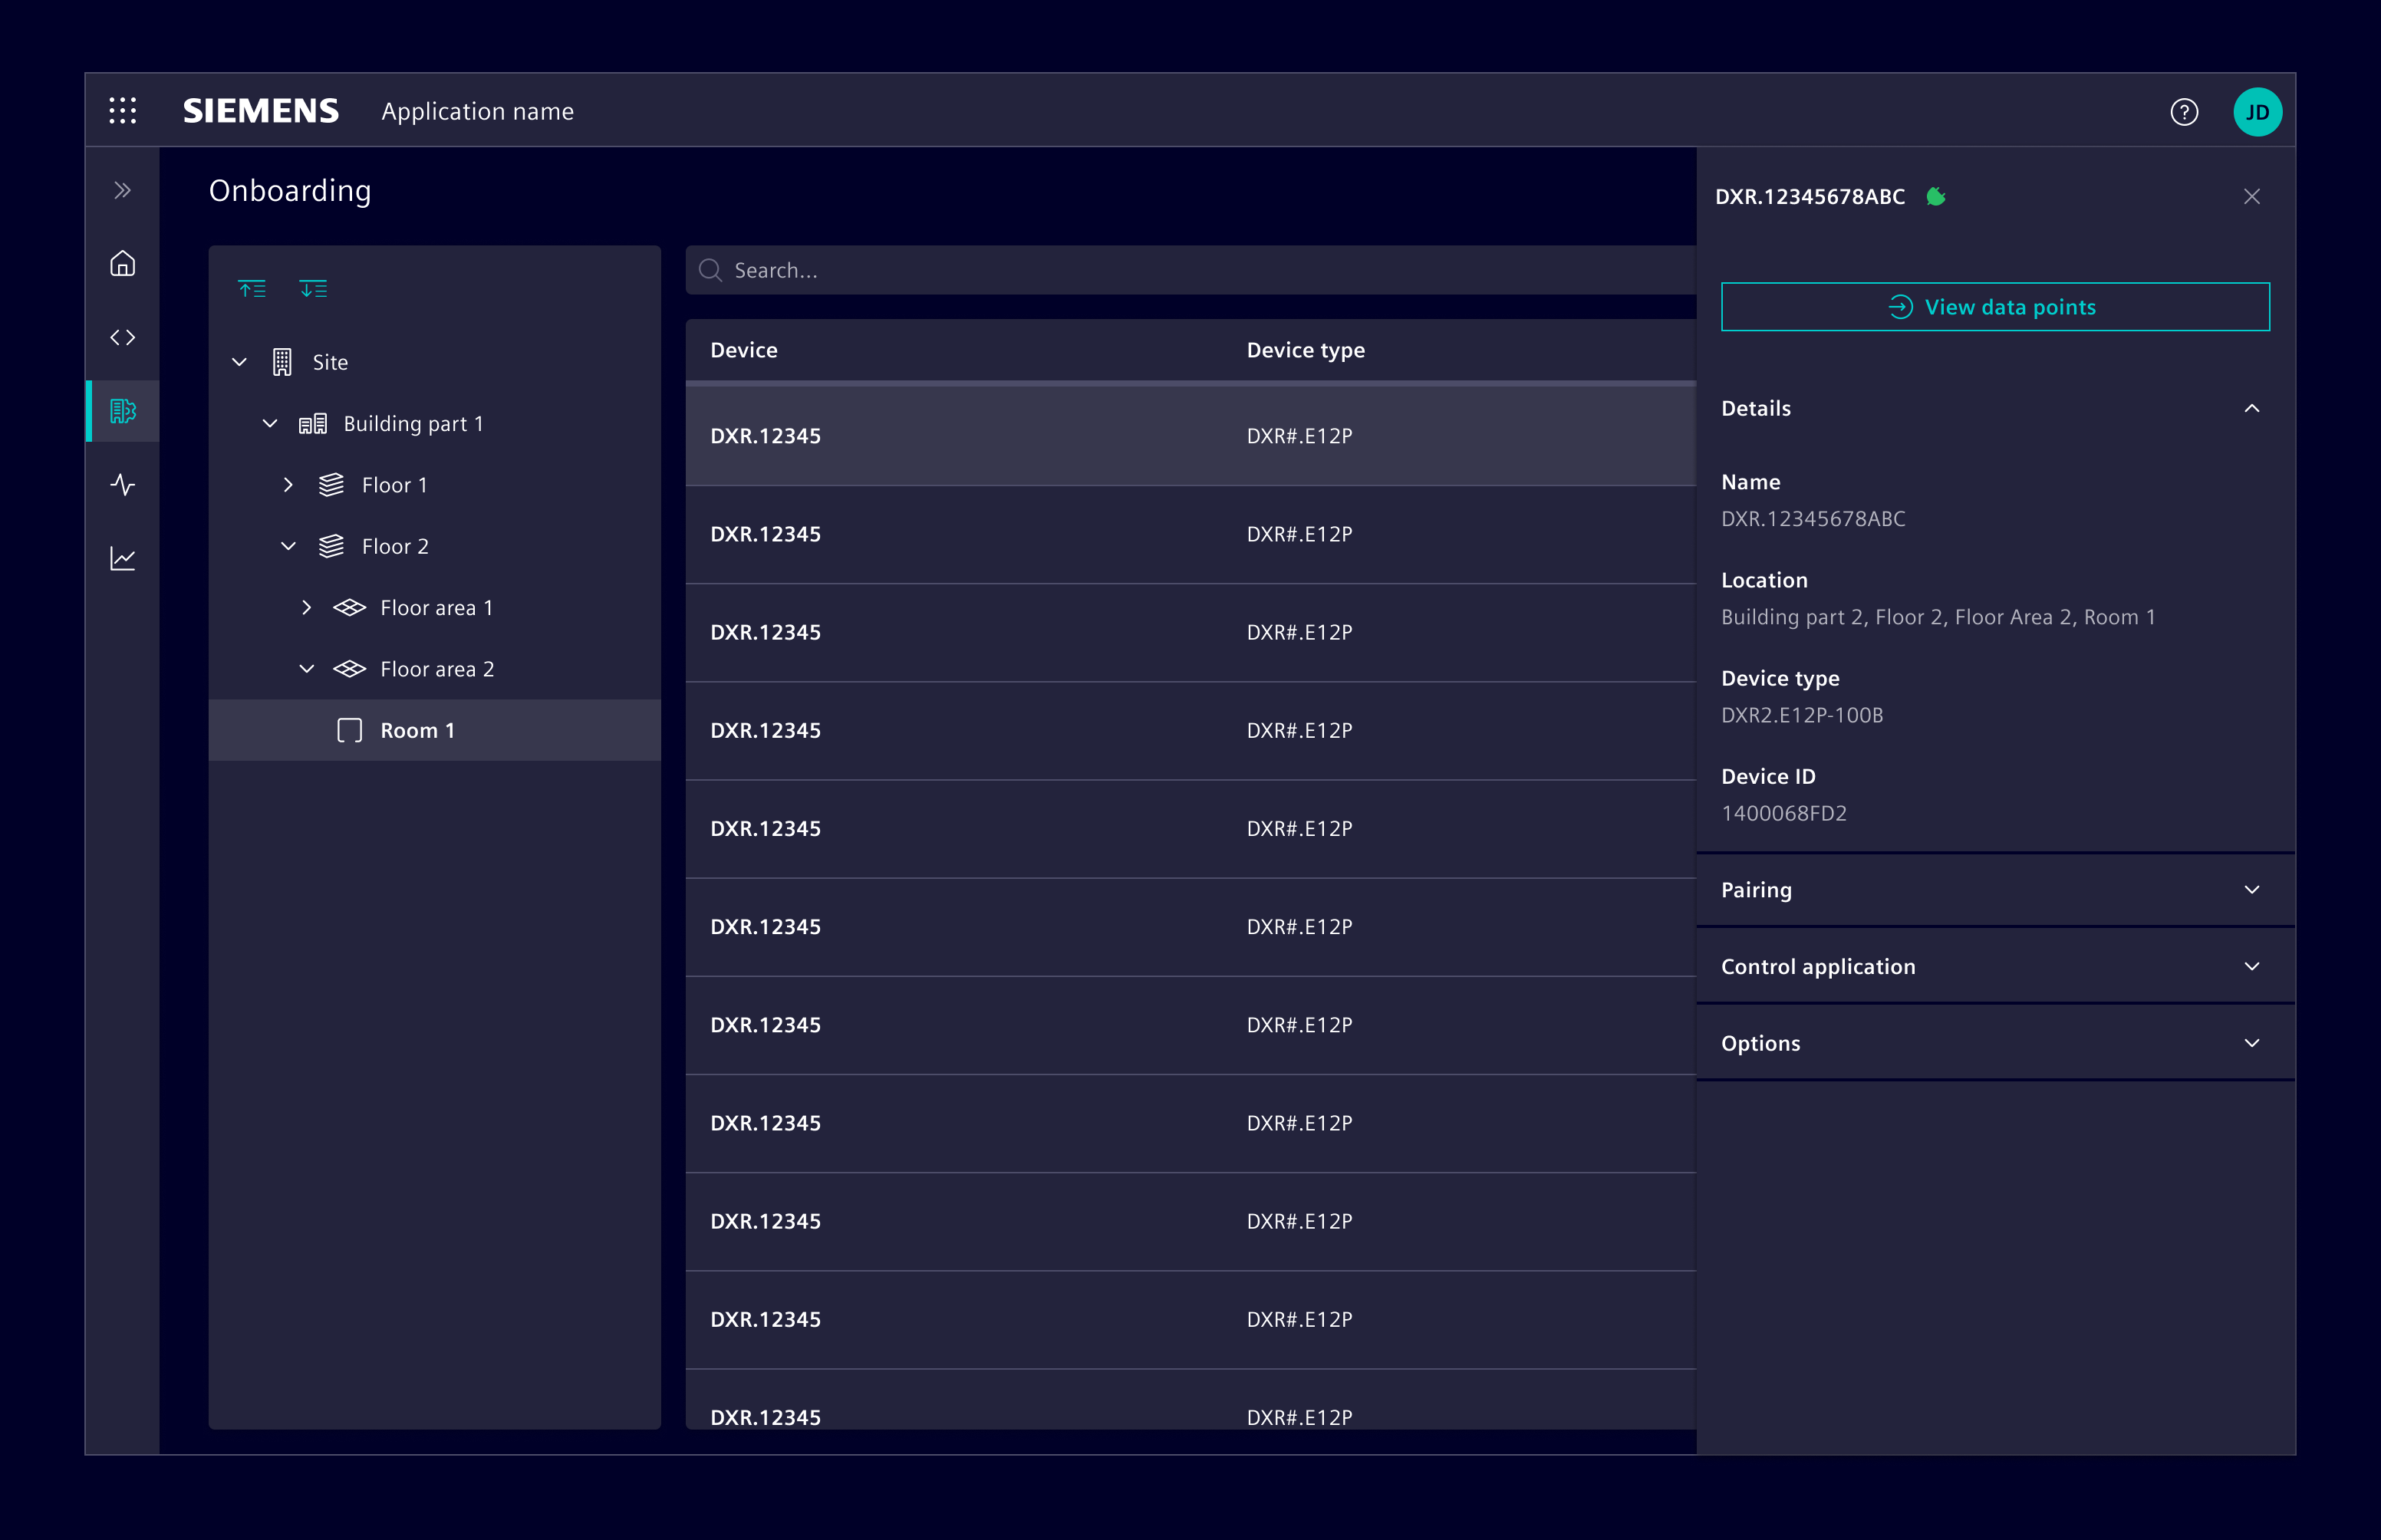 SIEMENS Application name
? JD
Onboarding
Site
Building part 1
Floor 1
Floor 2
Floor area 1
Floor area 2
Room 1
Search...
Device Device type
DXR.12345 DXR#.E12P
DXR.12345 DXR#.E12P
DXR.12345 DXR#.E12P
DXR.12345 DXR#.E12P
DXR.12345 DXR#.E12P
DXR.12345 DXR#.E12P
DXR.12345 DXR#.E12P
DXR.12345 DXR#.E12P
DXR.12345 DXR#.E12P
DXR.12345 DXR#.E12P
DXR.12345 DXR#.E12P
DXR.12345678ABC
View data points
Details
Name
DXR.12345678ABC
Location
Building part 2, Floor 2, Floor Area 2, Room 1
Device type
DXR2.E12P-100B
Device ID
1400068FD2
Pairing
Control application
Options